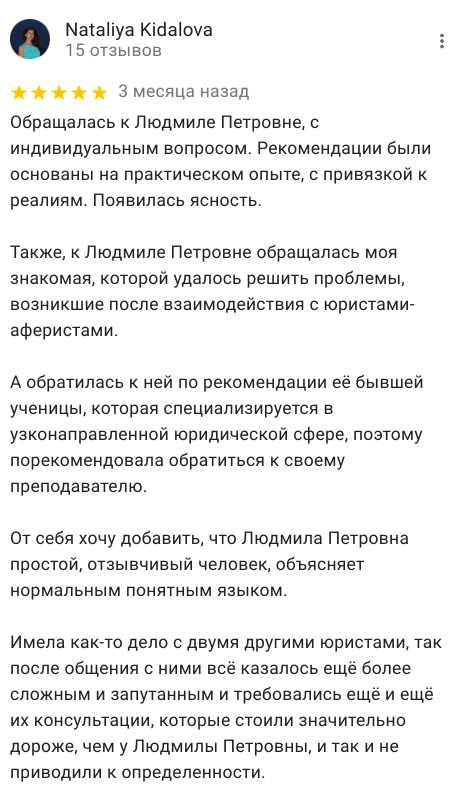 Nataliya Kidalova
15 отзывов
3 месяца назад
Обращалась к Людмиле Петровне, с
индивидуальным вопросом. Рекомендации были
основаны на практическом опыте, с привязкой к
реалиям. Появилась ясность.
Также, к Людмиле Петровне обращалась моя
знакомая, которой удалось решить проблемы,
возникшие после взаимодействия с юристами-
аферистами.
А обратилась к ней по рекомендации её бывшей
ученицы, которая специализируется в
узконаправленной юридической сфере, поэтому
порекомендовала обратиться к своему
преподавателю.
От себя хочу добавить, что Людмила Петровна
простой, отзывчивый человек, объясняет
нормальным понятным языком.
Имела как-то дело с двумя другими юристами, так
после общения с ними всё казалось ещё более
сложным и запутанным и требовались ещё и ещё
их консультации, которые стоили значительно
дороже, чем у Людмилы Петровны, и так и не
приводили к определенности.